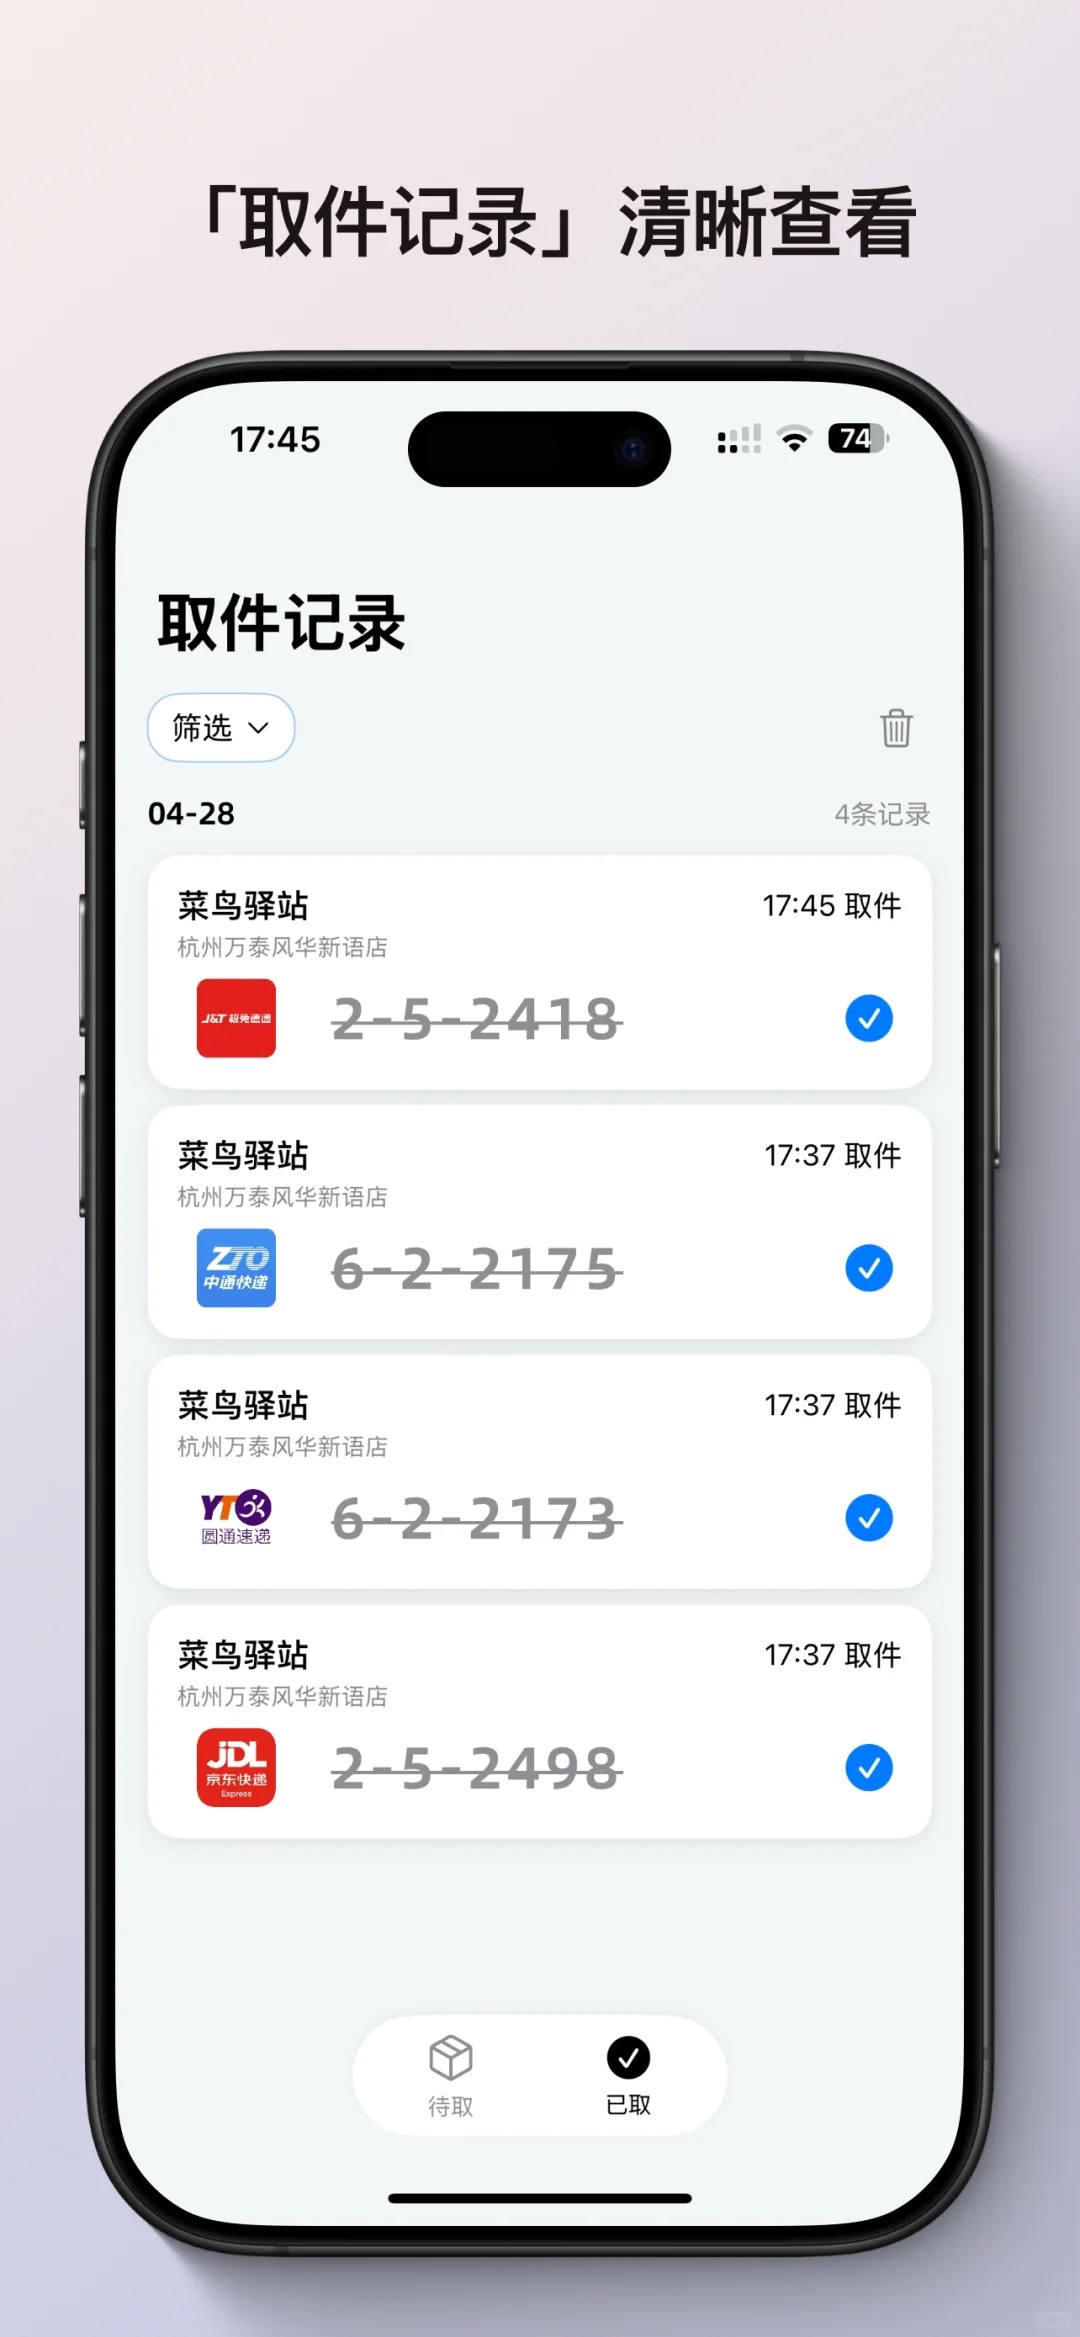 「取件记录」清晰查看
17:45
74
取件记录
筛选
04-28
4条记录
菜鸟驿站
17:45 取件
杭州万泰风华新语店
J&T 极兔速递
2-5-2418
菜鸟驿站
17:37 取件
杭州万泰风华新语店
ZTO
中通快递
6-2-2175
菜鸟驿站
17:37 取件
杭州万泰风华新语店
YTO
圆通速递
6-2-2173
菜鸟驿站
17:37 取件
杭州万泰风华新语店
JDL
京东快递
Express
2-5-2498
待取
已取